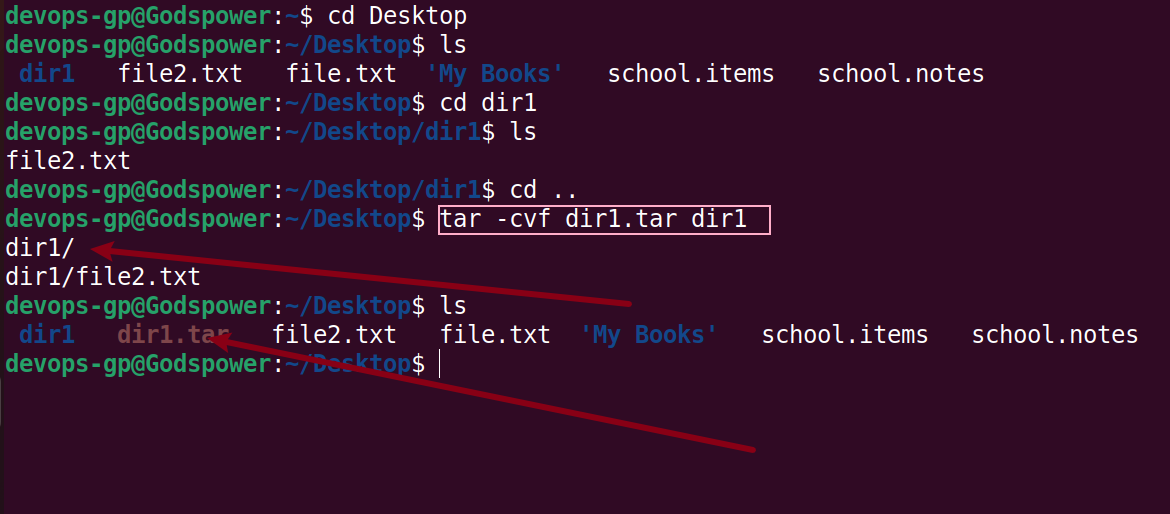 devops-gp@Godspower:~$ cd Desktop
devops-gp@Godspower:~/Desktop$ ls
dir1   file2.txt   file.txt  'My Books'   school.items   school.notes
devops-gp@Godspower:~/Desktop$ cd dir1
devops-gp@Godspower:~/Desktop/dir1$ ls
file2.txt
devops-gp@Godspower:~/Desktop/dir1$ cd ..
devops-gp@Godspower:~/Desktop$ tar -cvf dir1.tar dir1
dir1/
dir1/file2.txt
devops-gp@Godspower:~/Desktop$ ls
dir1   dir1.tar   file2.txt   file.txt  'My Books'   school.items   school.notes
devops-gp@Godspower:~/Desktop$